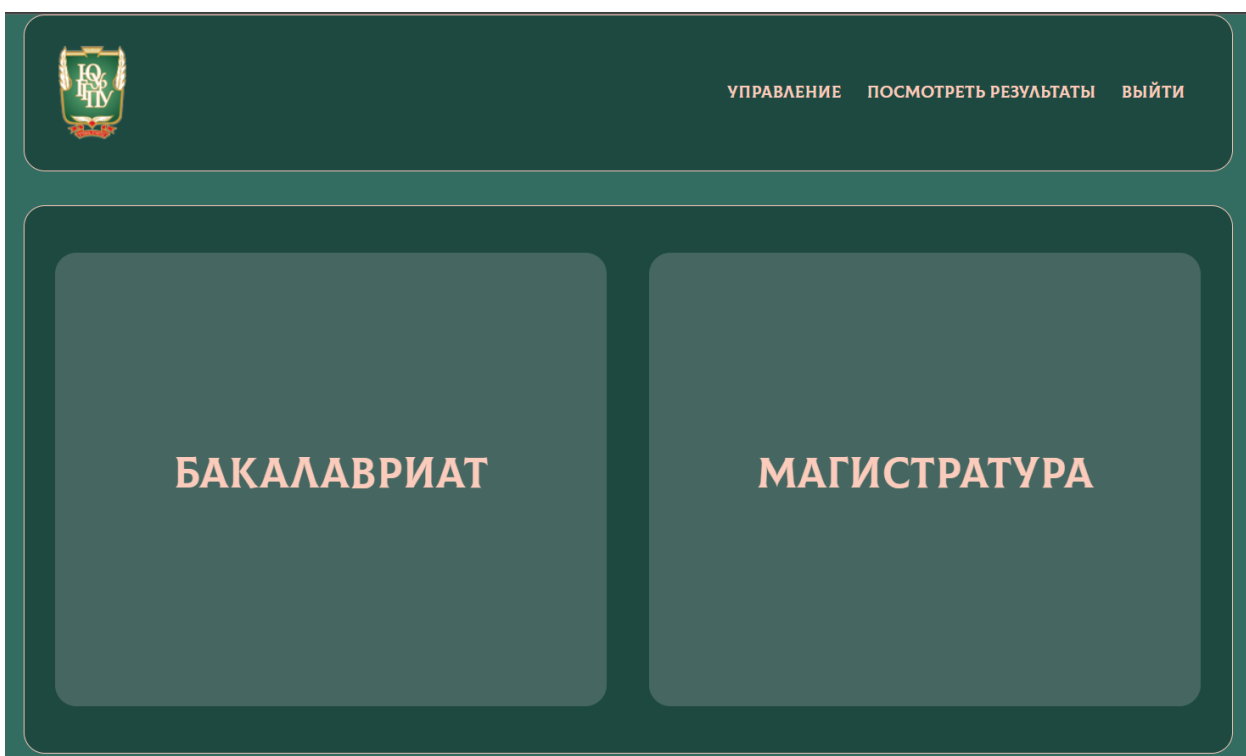 УПРАВЛЕНИЕ ПОСМОТРЕТЬ РЕЗУЛЬТАТЫ ВЫЙТИ
БАКАЛАВРИАТ МАГИСТРАТУРА